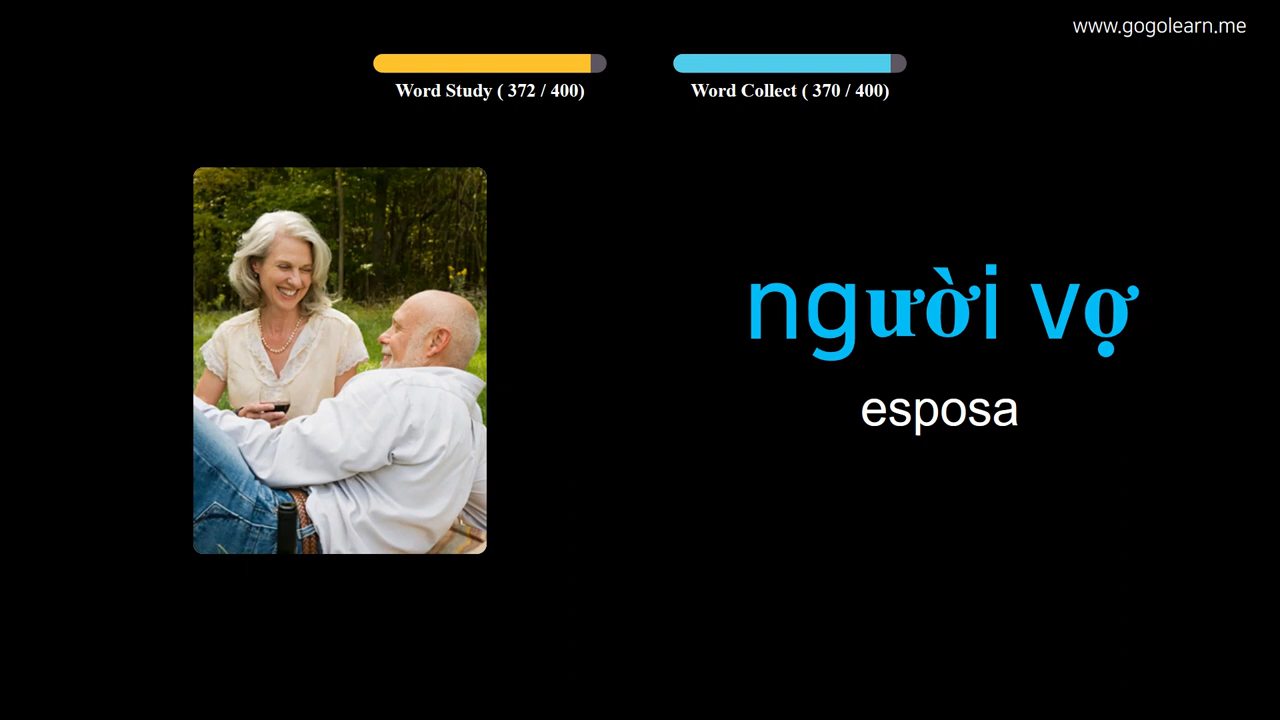 www.gogolearn.me
Word Study ( 372 / 400)
Word Collect ( 370 / 400)
người vợ
esposa